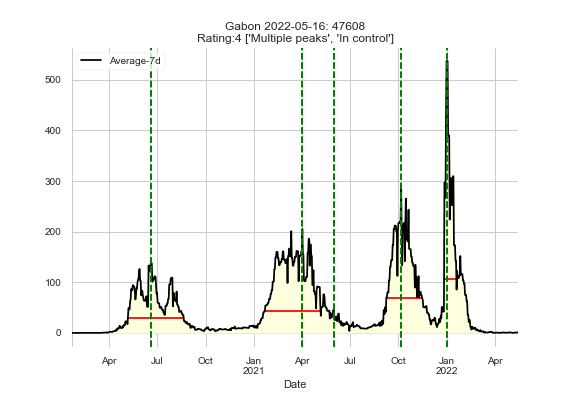 Gabon 2022-05-16: 47608
Rating:4 ['Multiple peaks', 'In control']
Average-7d
500
400
300
200
100
0
Apr Jul Oct Jan Apr Jul Oct Jan Apr
2021 2022
Date